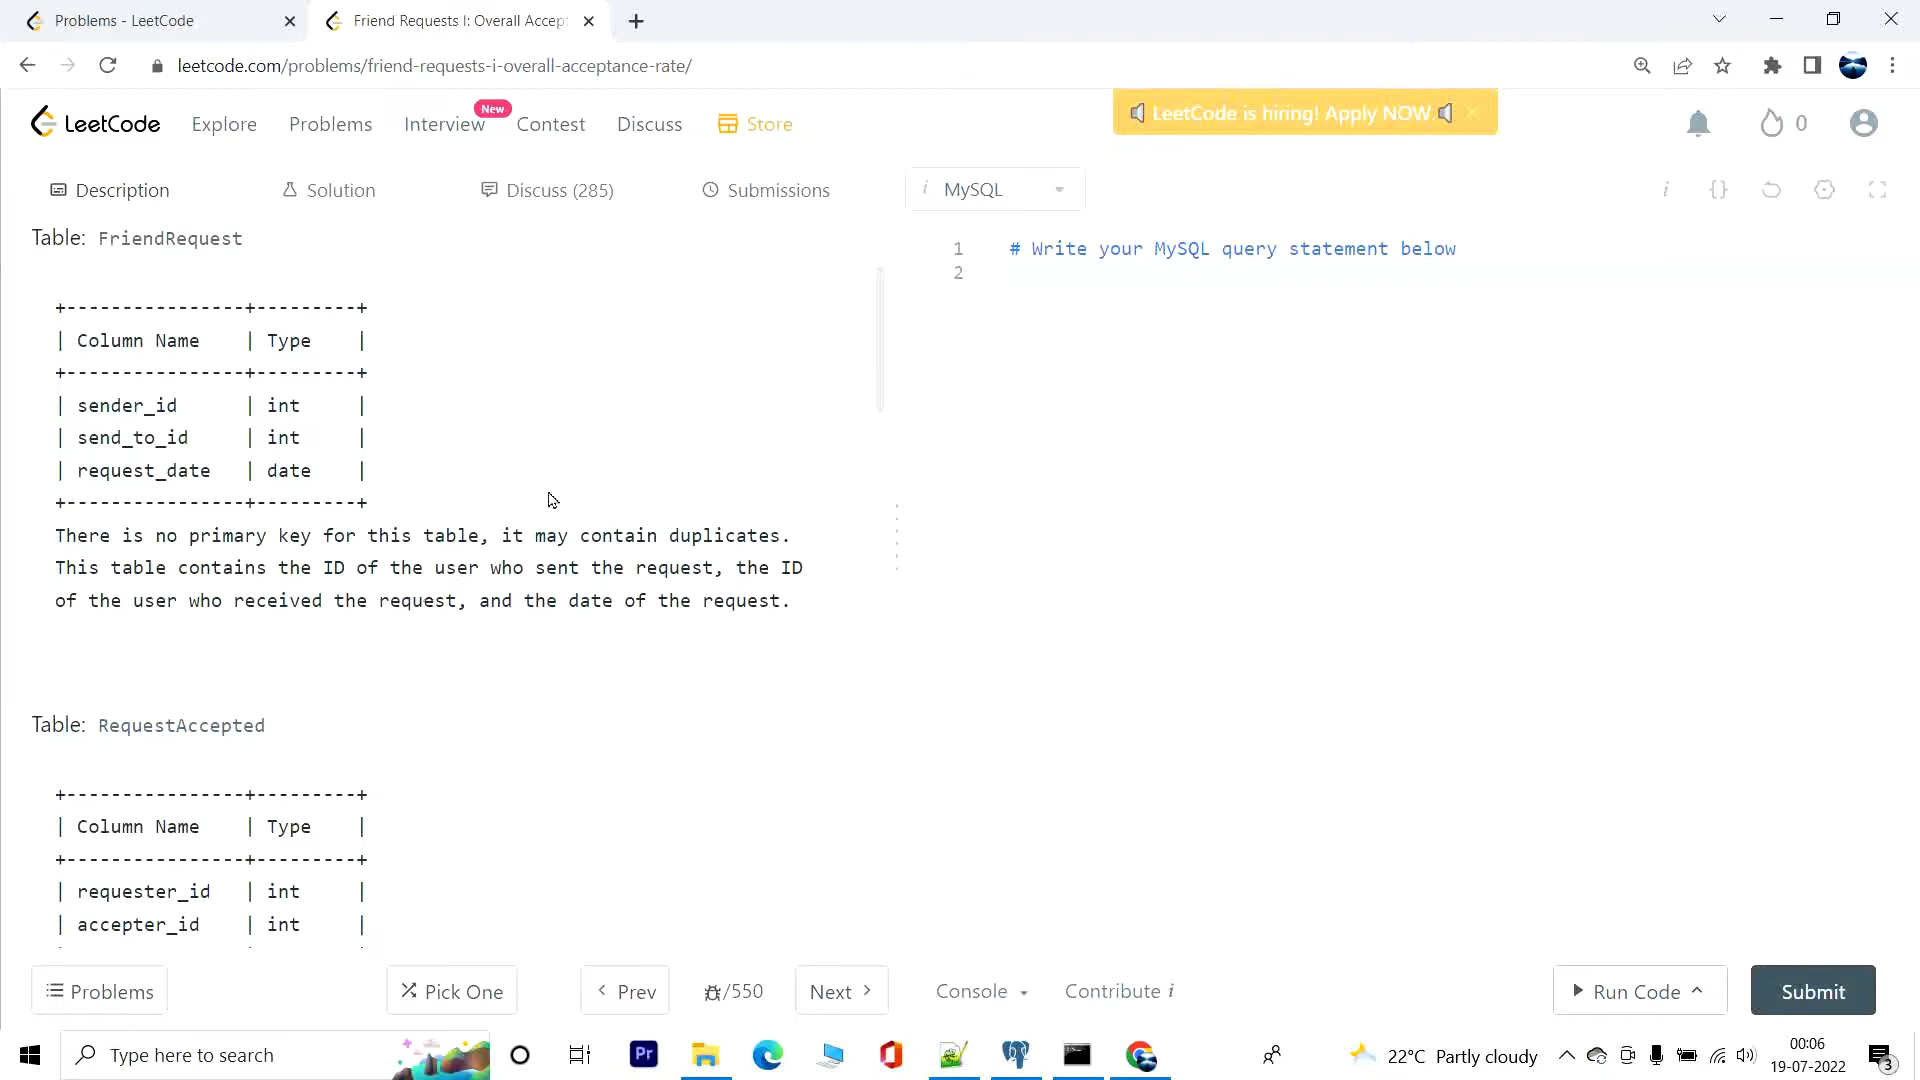 Problems - LeetCode
Friend Requests I: Overall Accept
leetcode.com/problems/friend-requests-i-overall-acceptance-rate/
LeetCode
Explore
Problems
Interview
New
Contest
Discuss
Store
LeetCode is hiring! Apply NOW.
0
Description
Solution
Discuss (285)
Submissions
i MySQL
i {}
Table: FriendRequest
+----------------+---------+
| Column Name    | Type    |
+----------------+---------+
| sender_id      | int     |
| send_to_id     | int     |
| request_date   | date    |
+----------------+---------+
There is no primary key for this table, it may contain duplicates.
This table contains the ID of the user who sent the request, the ID
of the user who received the request, and the date of the request.
Table: RequestAccepted
+----------------+---------+
| Column Name    | Type    |
+----------------+---------+
| requester_id   | int     |
| accepter_id    | int     |
1 # Write your MySQL query statement below
2
Problems
Pick One
Prev
/550
Next
Console
Contribute i
Run Code
Submit
Type here to search
Pr
22°C Partly cloudy
00:06
19-07-2022
3